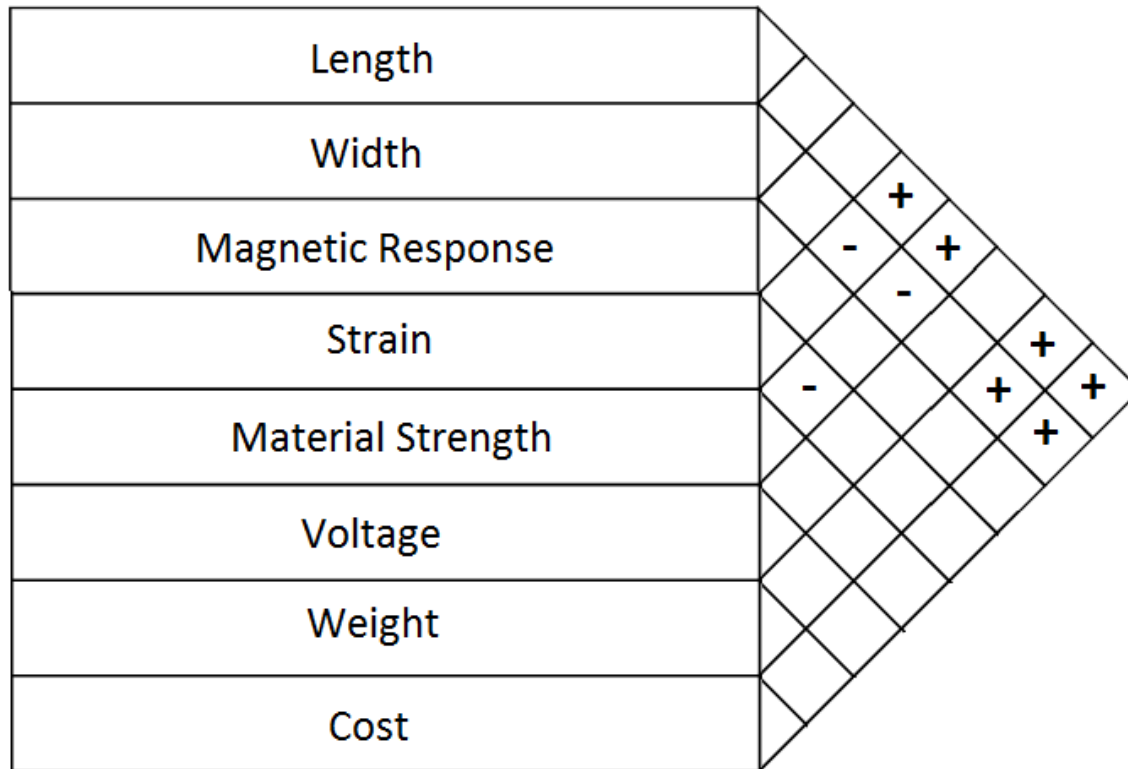 Length
Width
+
Magnetic Response
- +
-
Strain
+
- + +
Material Strength
+
Voltage
Weight
Cost